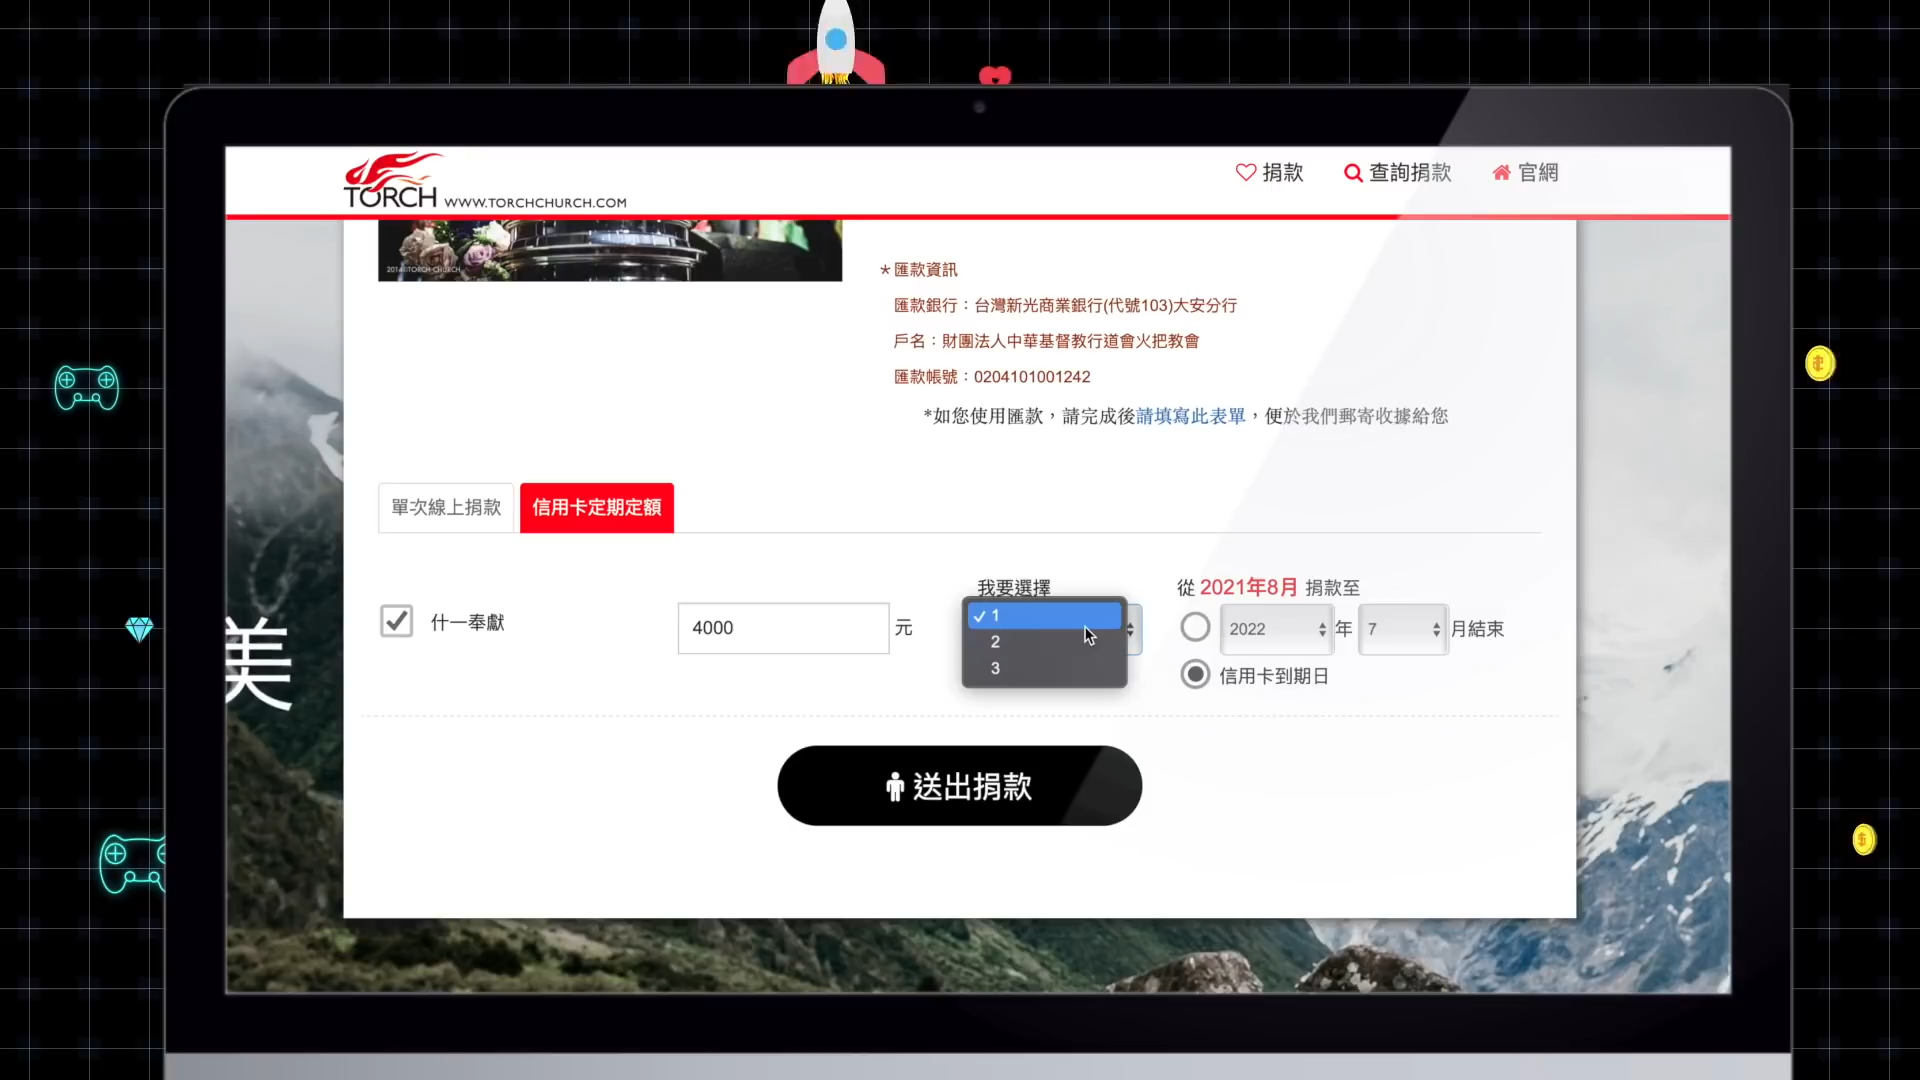 TORCH WWW.TORCHCHURCH.COM
捐款
查詢捐款
官網
2014©TORCH CHURCH
*匯款資訊
匯款銀行：台灣新光商業銀行(代號103)大安分行
戶名：財團法人中華基督教行道會火把教會
匯款帳號：0204101001242
*如您使用匯款，請完成後請填寫此表單，便於我們郵寄收據給您
單次線上捐款
信用卡定期定額
我要選擇
從 2021年8月 捐款至
什一奉獻
4000 元
1
2
3
2022 年 7 月結束
信用卡到期日
美
送出捐款